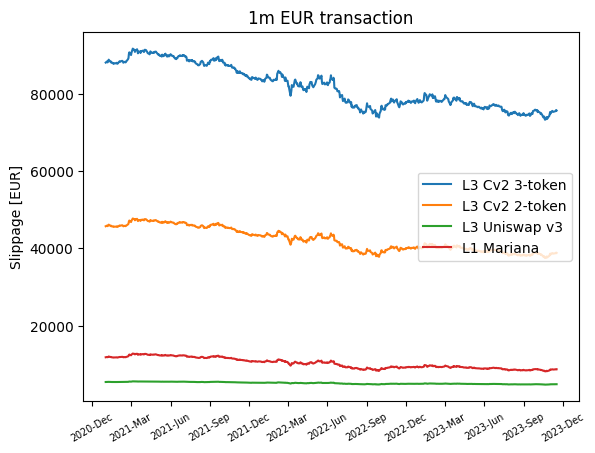 1m EUR transaction
Slippage [EUR]
80000
60000
40000
20000
L3 Cv2 3-token
L3 Cv2 2-token
L3 Uniswap v3
L1 Mariana
2020-Dec
2021-Mar
2021-Jun
2021-Sep
2021-Dec
2022-Mar
2022-Jun
2022-Sep
2022-Dec
2023-Mar
2023-Jun
2023-Sep
2023-Dec